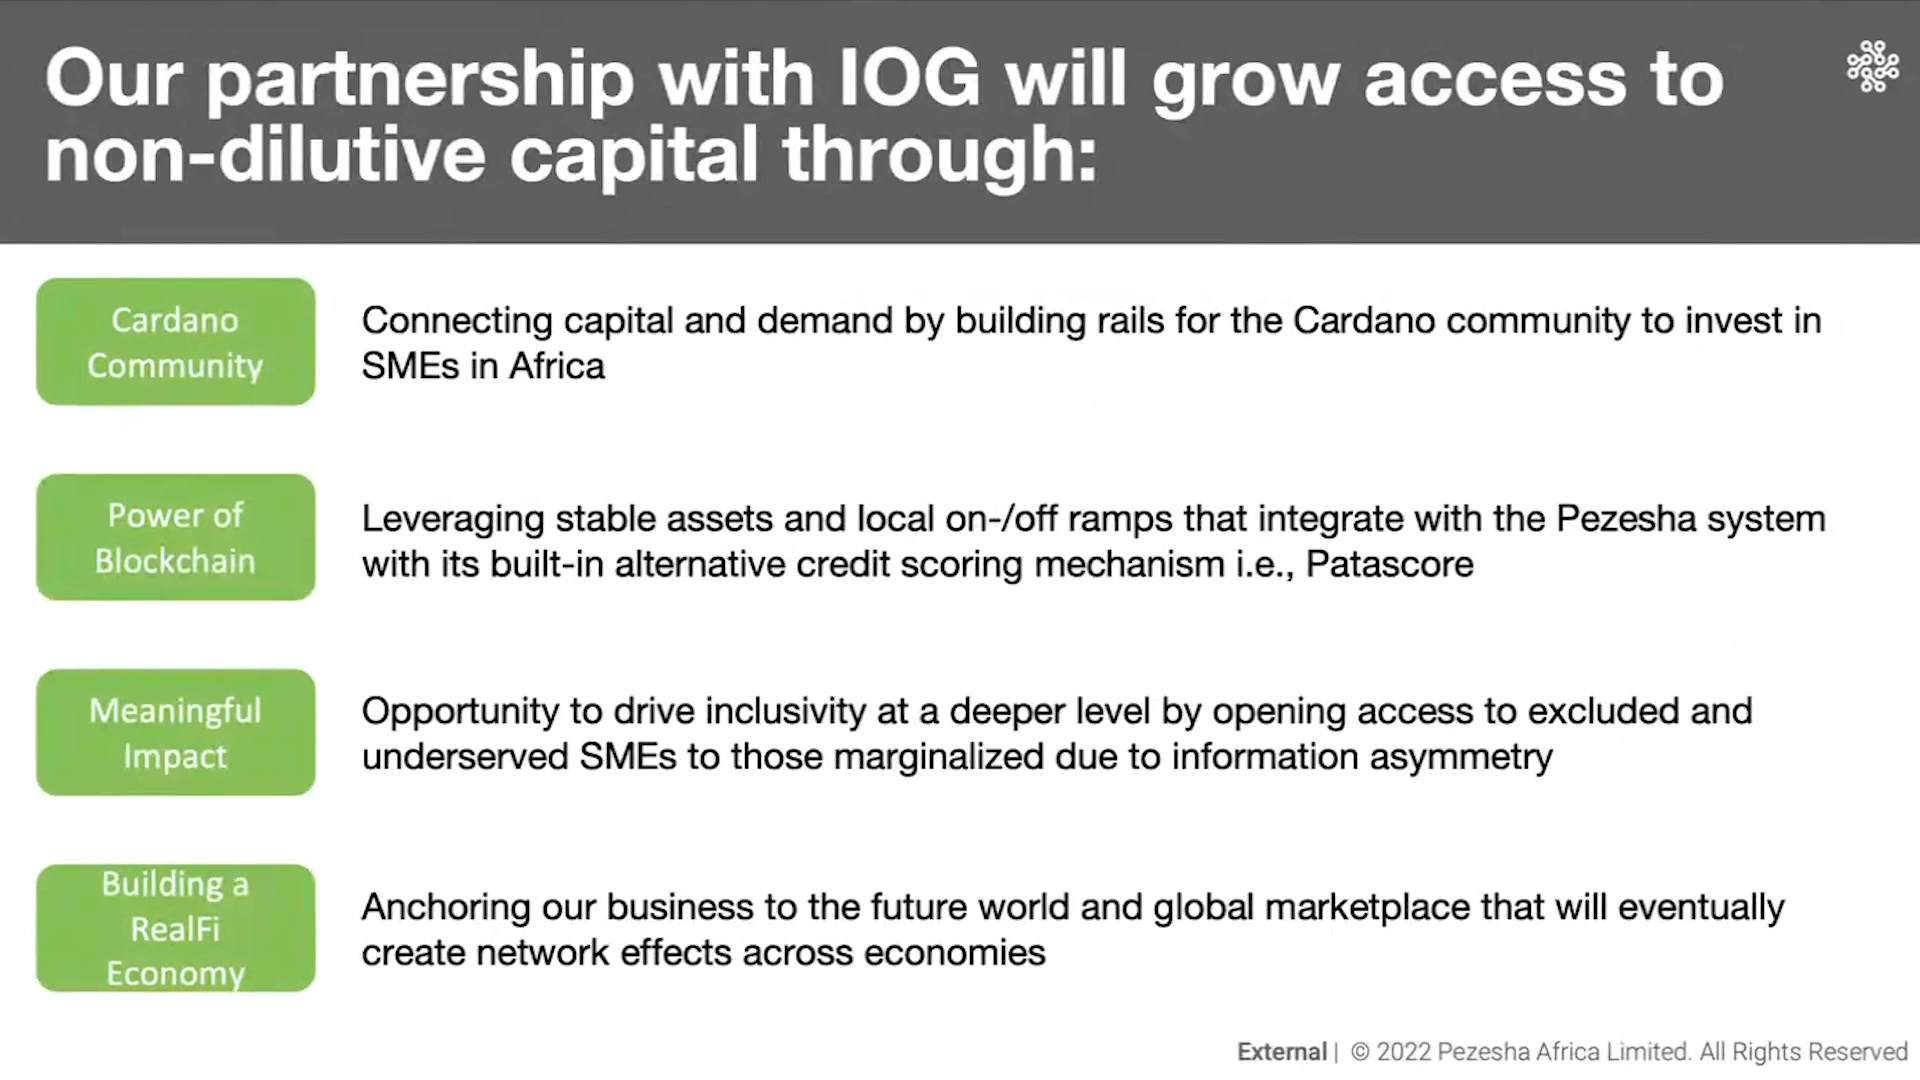 Our partnership with IOG will grow access to
non-dilutive capital through:
Cardano
Community
Connecting capital and demand by building rails for the Cardano community to invest in
SMEs in Africa
Power of
Blockchain
Leveraging stable assets and local on-/off ramps that integrate with the Pezesha system
with its built-in alternative credit scoring mechanism i.e., Patascore
Meaningful
Impact
Opportunity to drive inclusivity at a deeper level by opening access to excluded and
underserved SMEs to those marginalized due to information asymmetry
Building a
RealFi
Economy
Anchoring our business to the future world and global marketplace that will eventually
create network effects across economies
External | © 2022 Pezesha Africa Limited. All Rights Reserved